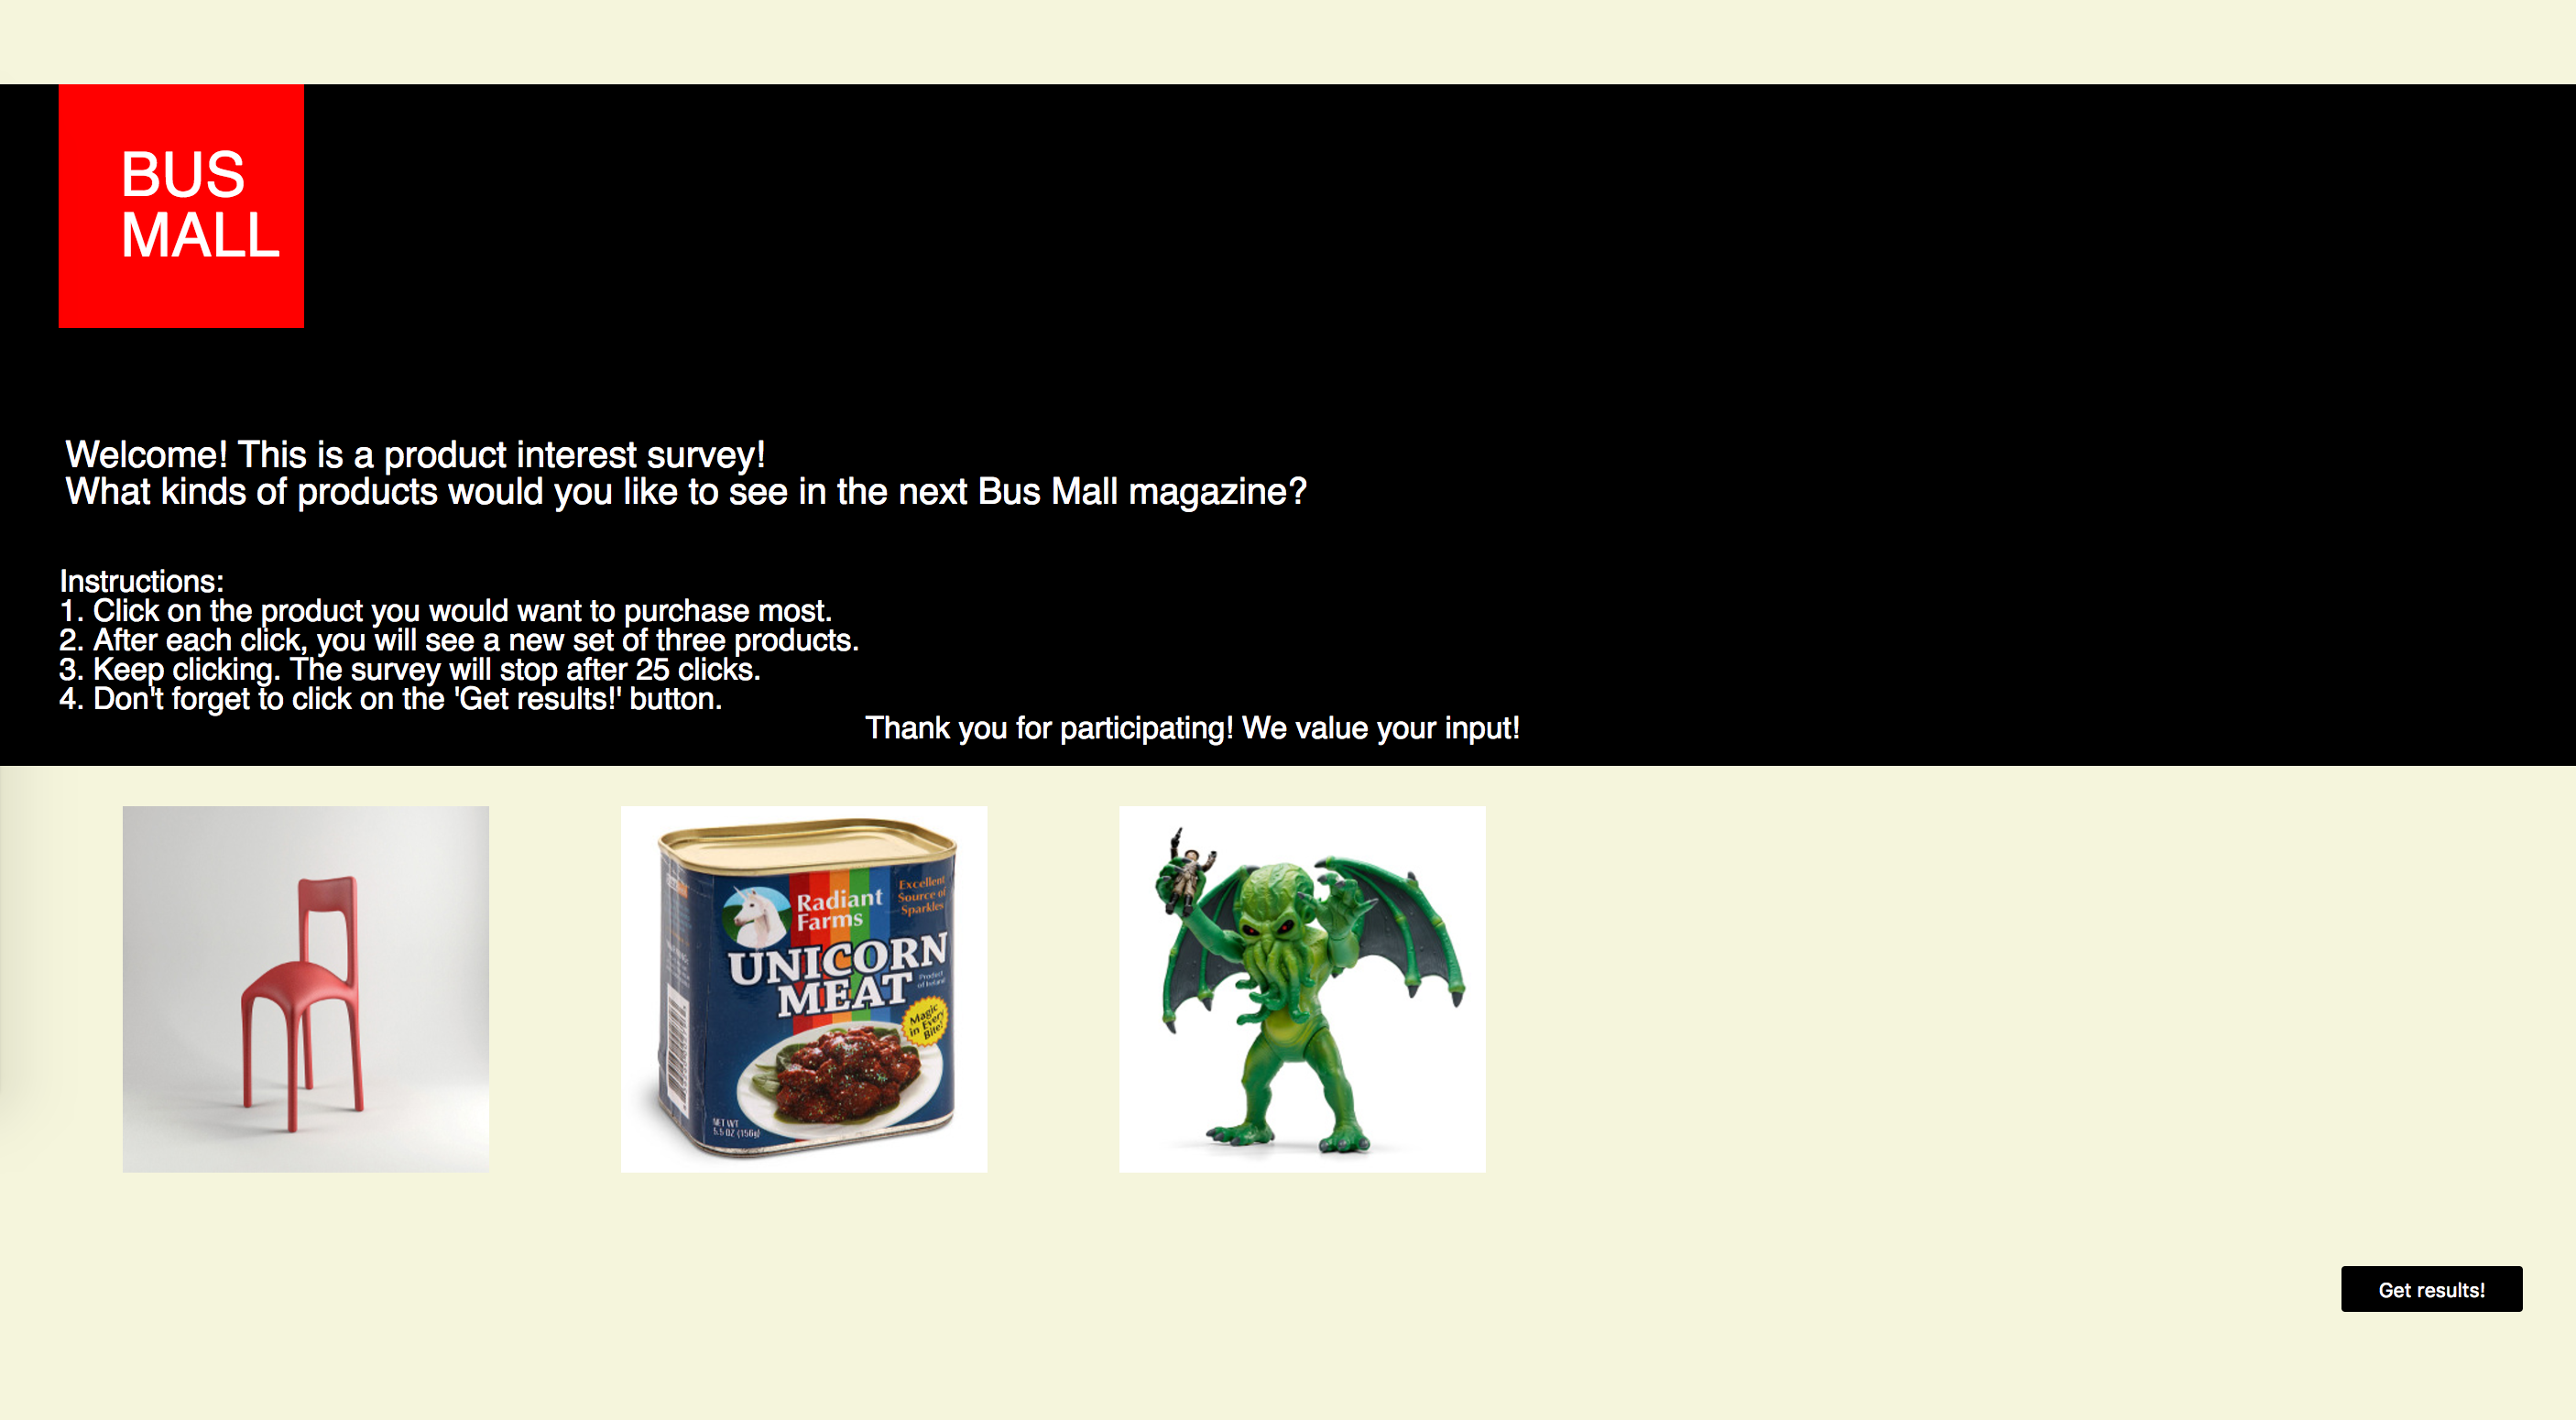 BUS
MALL
Welcome! This is a product interest survey!
What kinds of products would you like to see in the next Bus Mall magazine?
Instructions:
1. Click on the product you would want to purchase most.
2. After each click, you will see a new set of three products.
3. Keep clicking. The survey will stop after 25 clicks.
4. Don't forget to click on the 'Get results!' button.
Thank you for participating! We value your input!
Radiant
Farms
Excellent
Source of
Sparkles
UNICORN
MEAT
Product
of Ireland
Magic
in Every
Bite!
NET WT
5.5 OZ (156g)
Get results!